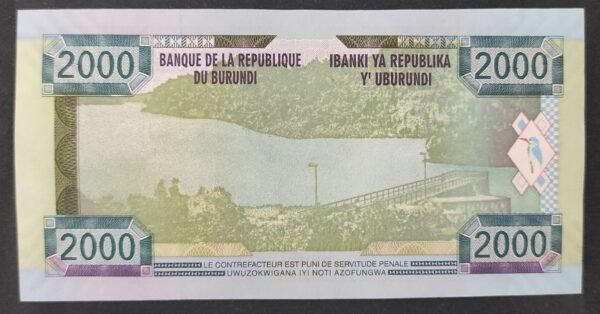 2000
BANQUE DE LA REPUBLIQUE
DU BURUNDI
IBANKI YA REPUBLIKA
Y' UBURUNDI
2000
2000
LE CONTREFACTEUR EST PUNI DE SERVITUDE PENALE
UWUZOKWIGANA IYI NOTI AZOFUNGWA
2000